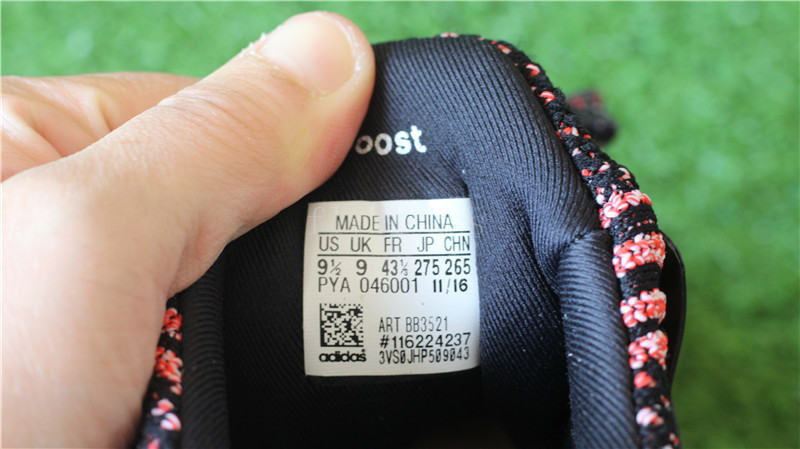 oost
MADE IN CHINA
US UK FR JP CHN
9½ 9 43⅓ 275 265
PYA 046001 11/16
ART BB3521
#116224237
adidas 3VS0JHP509043